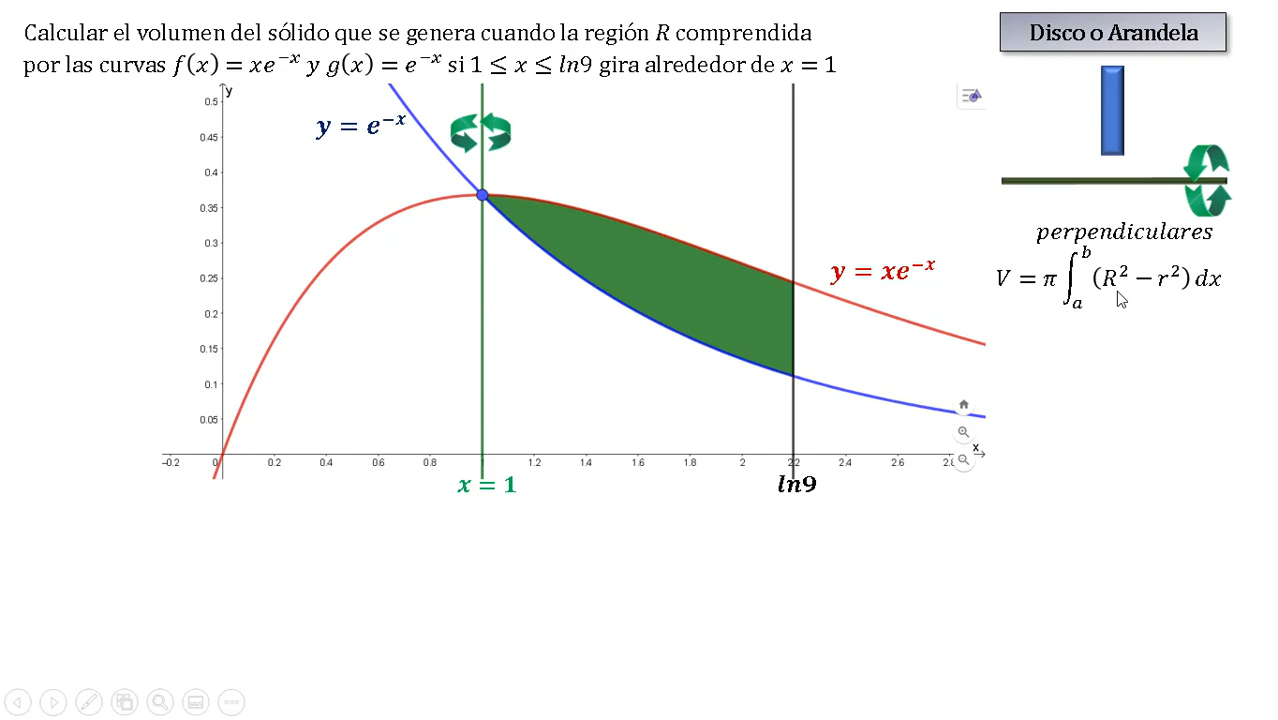 Calcular el volumen del sólido que se genera cuando la región R comprendida
por las curvas f(x) = xe^{-x} y g(x) = e^{-x} si 1 ≤ x ≤ ln9 gira alrededor de x = 1
Disco o Arandela
perpendiculares
V = π ∫_a^b (R² − r²) dx
y
0.5
0.45
0.4
0.35
0.3
0.25
0.2
0.15
0.1
0.05
y = e^{-x}
y = xe^{-x}
−0.2 0 0.2 0.4 0.6 0.8 1 1.2 1.4 1.6 1.8 2 2.2 2.4 2.6 2.8 x
x = 1
ln9